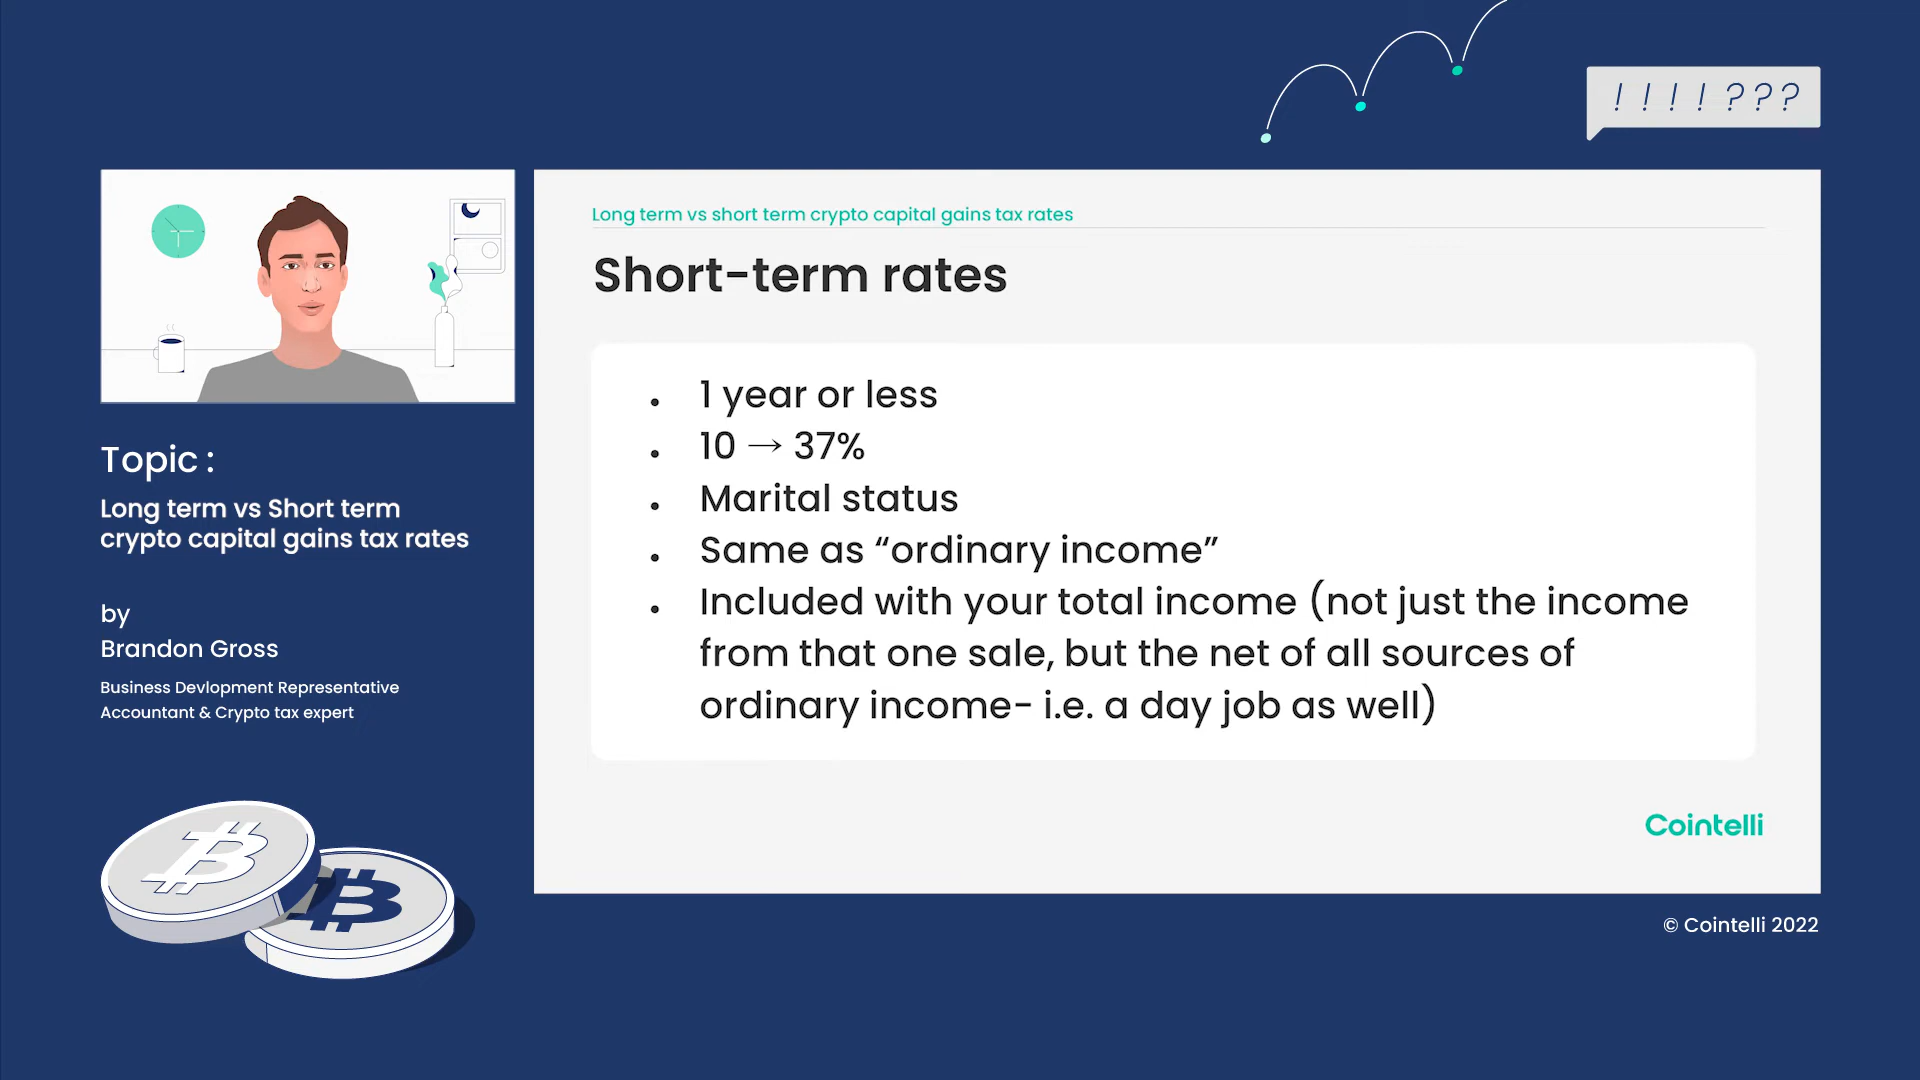 ! ! ! ! ? ? ?
Long term vs short term crypto capital gains tax rates
Short-term rates
• 1 year or less
• 10 → 37%
• Marital status
• Same as “ordinary income”
• Included with your total income (not just the income
from that one sale, but the net of all sources of
ordinary income- i.e. a day job as well)
Cointelli
Topic :
Long term vs Short term
crypto capital gains tax rates
by
Brandon Gross
Business Devlopment Representative
Accountant & Crypto tax expert
© Cointelli 2022